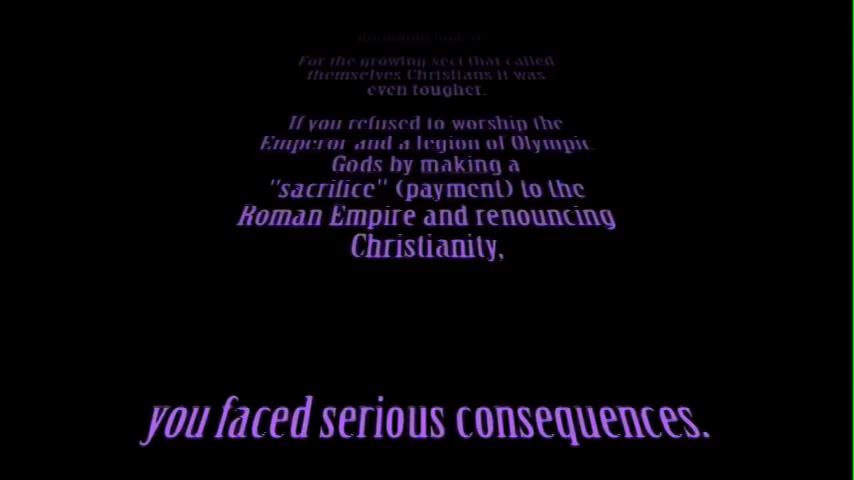 For the growing sect that called
themselves Christians it was
even tougher.
If you refused to worship the
Emperor and a legion of Olympic
Gods by making a
"sacrifice" (payment) to the
Roman Empire and renouncing
Christianity,
you faced serious consequences.